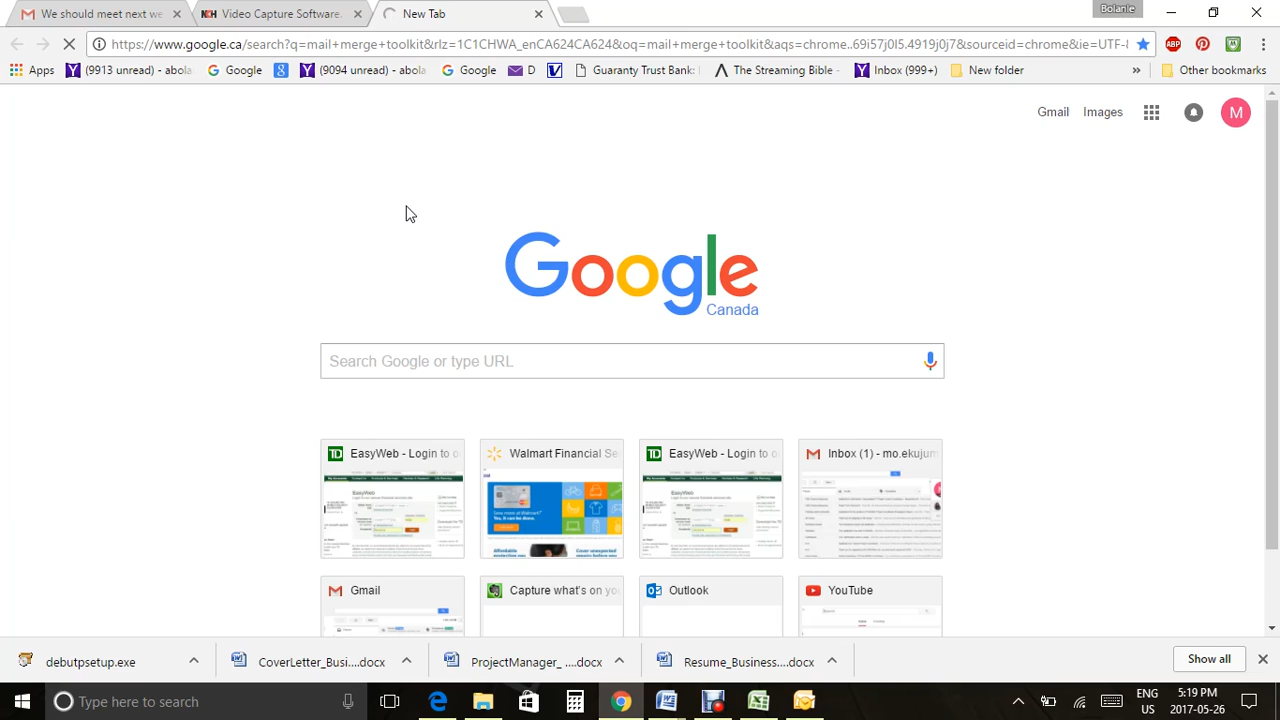 We should meet next we
NCH Video Capture Software.
New Tab
Bolanle
https://www.google.ca/search?q=mail+merge+toolkit&rlz=1C1CHWA_enCA624CA624&oq=mail+merge+toolkit&aqs=chrome..69i57j0l5.4919j0j7&sourceid=chrome&ie=UTF-8
ABP
Apps
(9913 unread) - abola
Google
(9094 unread) - abola
Google
D
Guaranty Trust Bank:
The Streaming Bible -
Inbox (999+)
New folder
»
Other bookmarks
Gmail
Images
M
Google
Canada
Search Google or type URL
EasyWeb - Login to o
Walmart Financial Se
EasyWeb - Login to o
Inbox (1) - mo.ekujum
Gmail
Capture what's on yo
Outlook
YouTube
debutpsetup.exe
CoverLetter_Busi....docx
ProjectManager_ ....docx
Resume_Business....docx
Show all
Type here to search
ENG
US
5:19 PM
2017-05-26